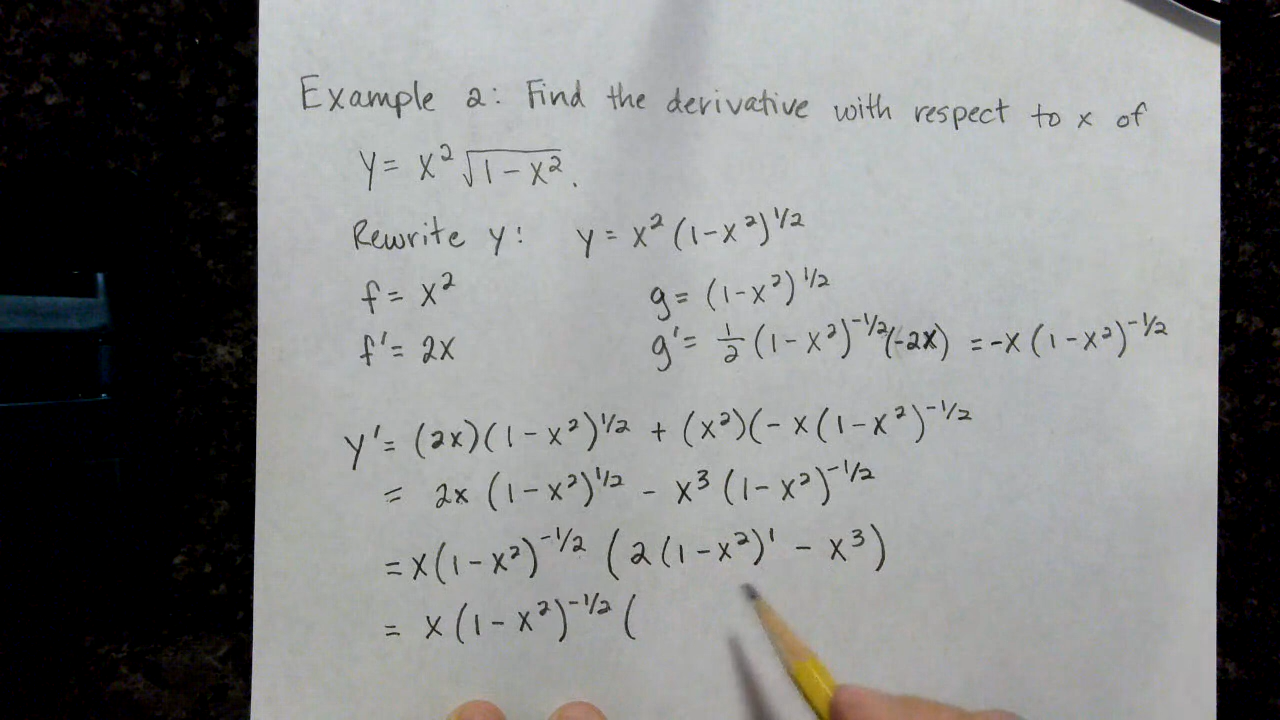 Example 2: Find the derivative with respect to x of
y = x² √(1-x²).
Rewrite y: y = x² (1-x²)^1/2
f = x² g = (1-x²)^1/2
f' = 2x g' = 1/2 (1-x²)^-1/2 (-2x) = -x (1-x²)^-1/2
y' = (2x)(1-x²)^1/2 + (x²)(-x(1-x²)^-1/2
= 2x (1-x²)^1/2 - x³ (1-x²)^-1/2
= x(1-x²)^-1/2 (2(1-x²)^1 - x³)
= x(1-x²)^-1/2 (